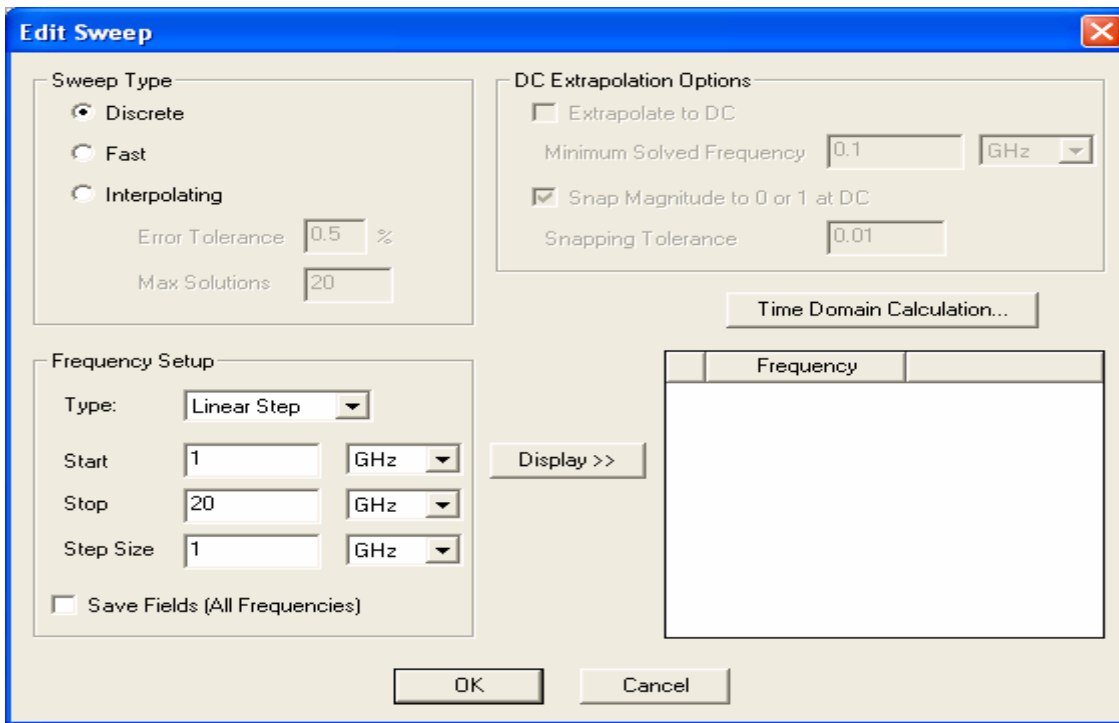 Edit Sweep
Sweep Type
Discrete
Fast
Interpolating
Error Tolerance 0.5 %
Max Solutions 20
DC Extrapolation Options
Extrapolate to DC
Minimum Solved Frequency 0.1 GHz
Snap Magnitude to 0 or 1 at DC
Snapping Tolerance 0.01
Time Domain Calculation...
Frequency Setup
Type: Linear Step
Start 1 GHz
Stop 20 GHz
Step Size 1 GHz
Save Fields (All Frequencies)
Display >>
Frequency
OK
Cancel